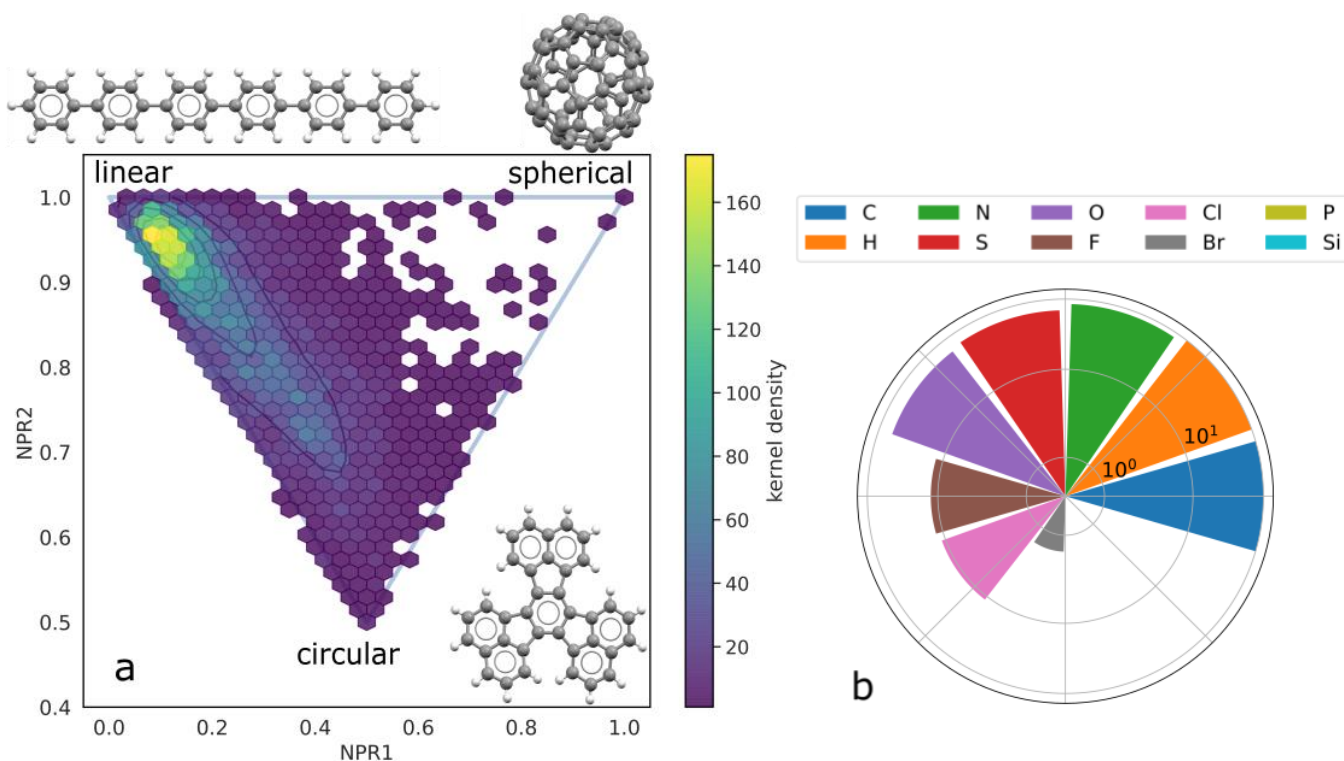 linear
spherical
circular
a
1.0
0.9
0.8
0.7
0.6
0.5
0.4
NPR2
0.0
0.2
0.4
0.6
0.8
1.0
NPR1
160
140
120
100
80
60
40
20
kernel density
C N O Cl P
H S F Br Si
10⁰
10¹
b